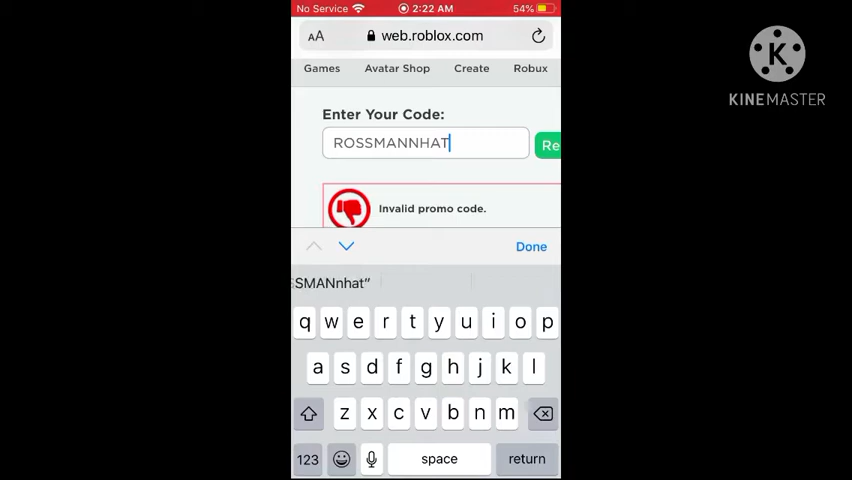 No Service 2:22 AM 54%
AA web.roblox.com
K
KINEMASTER
Games Avatar Shop Create Robux
Enter Your Code:
ROSSMANNHAT
Re
Invalid promo code.
Done
SMANnhat”
q w e r t y u i o p
a s d f g h j k l
z x c v b n m
123 space return